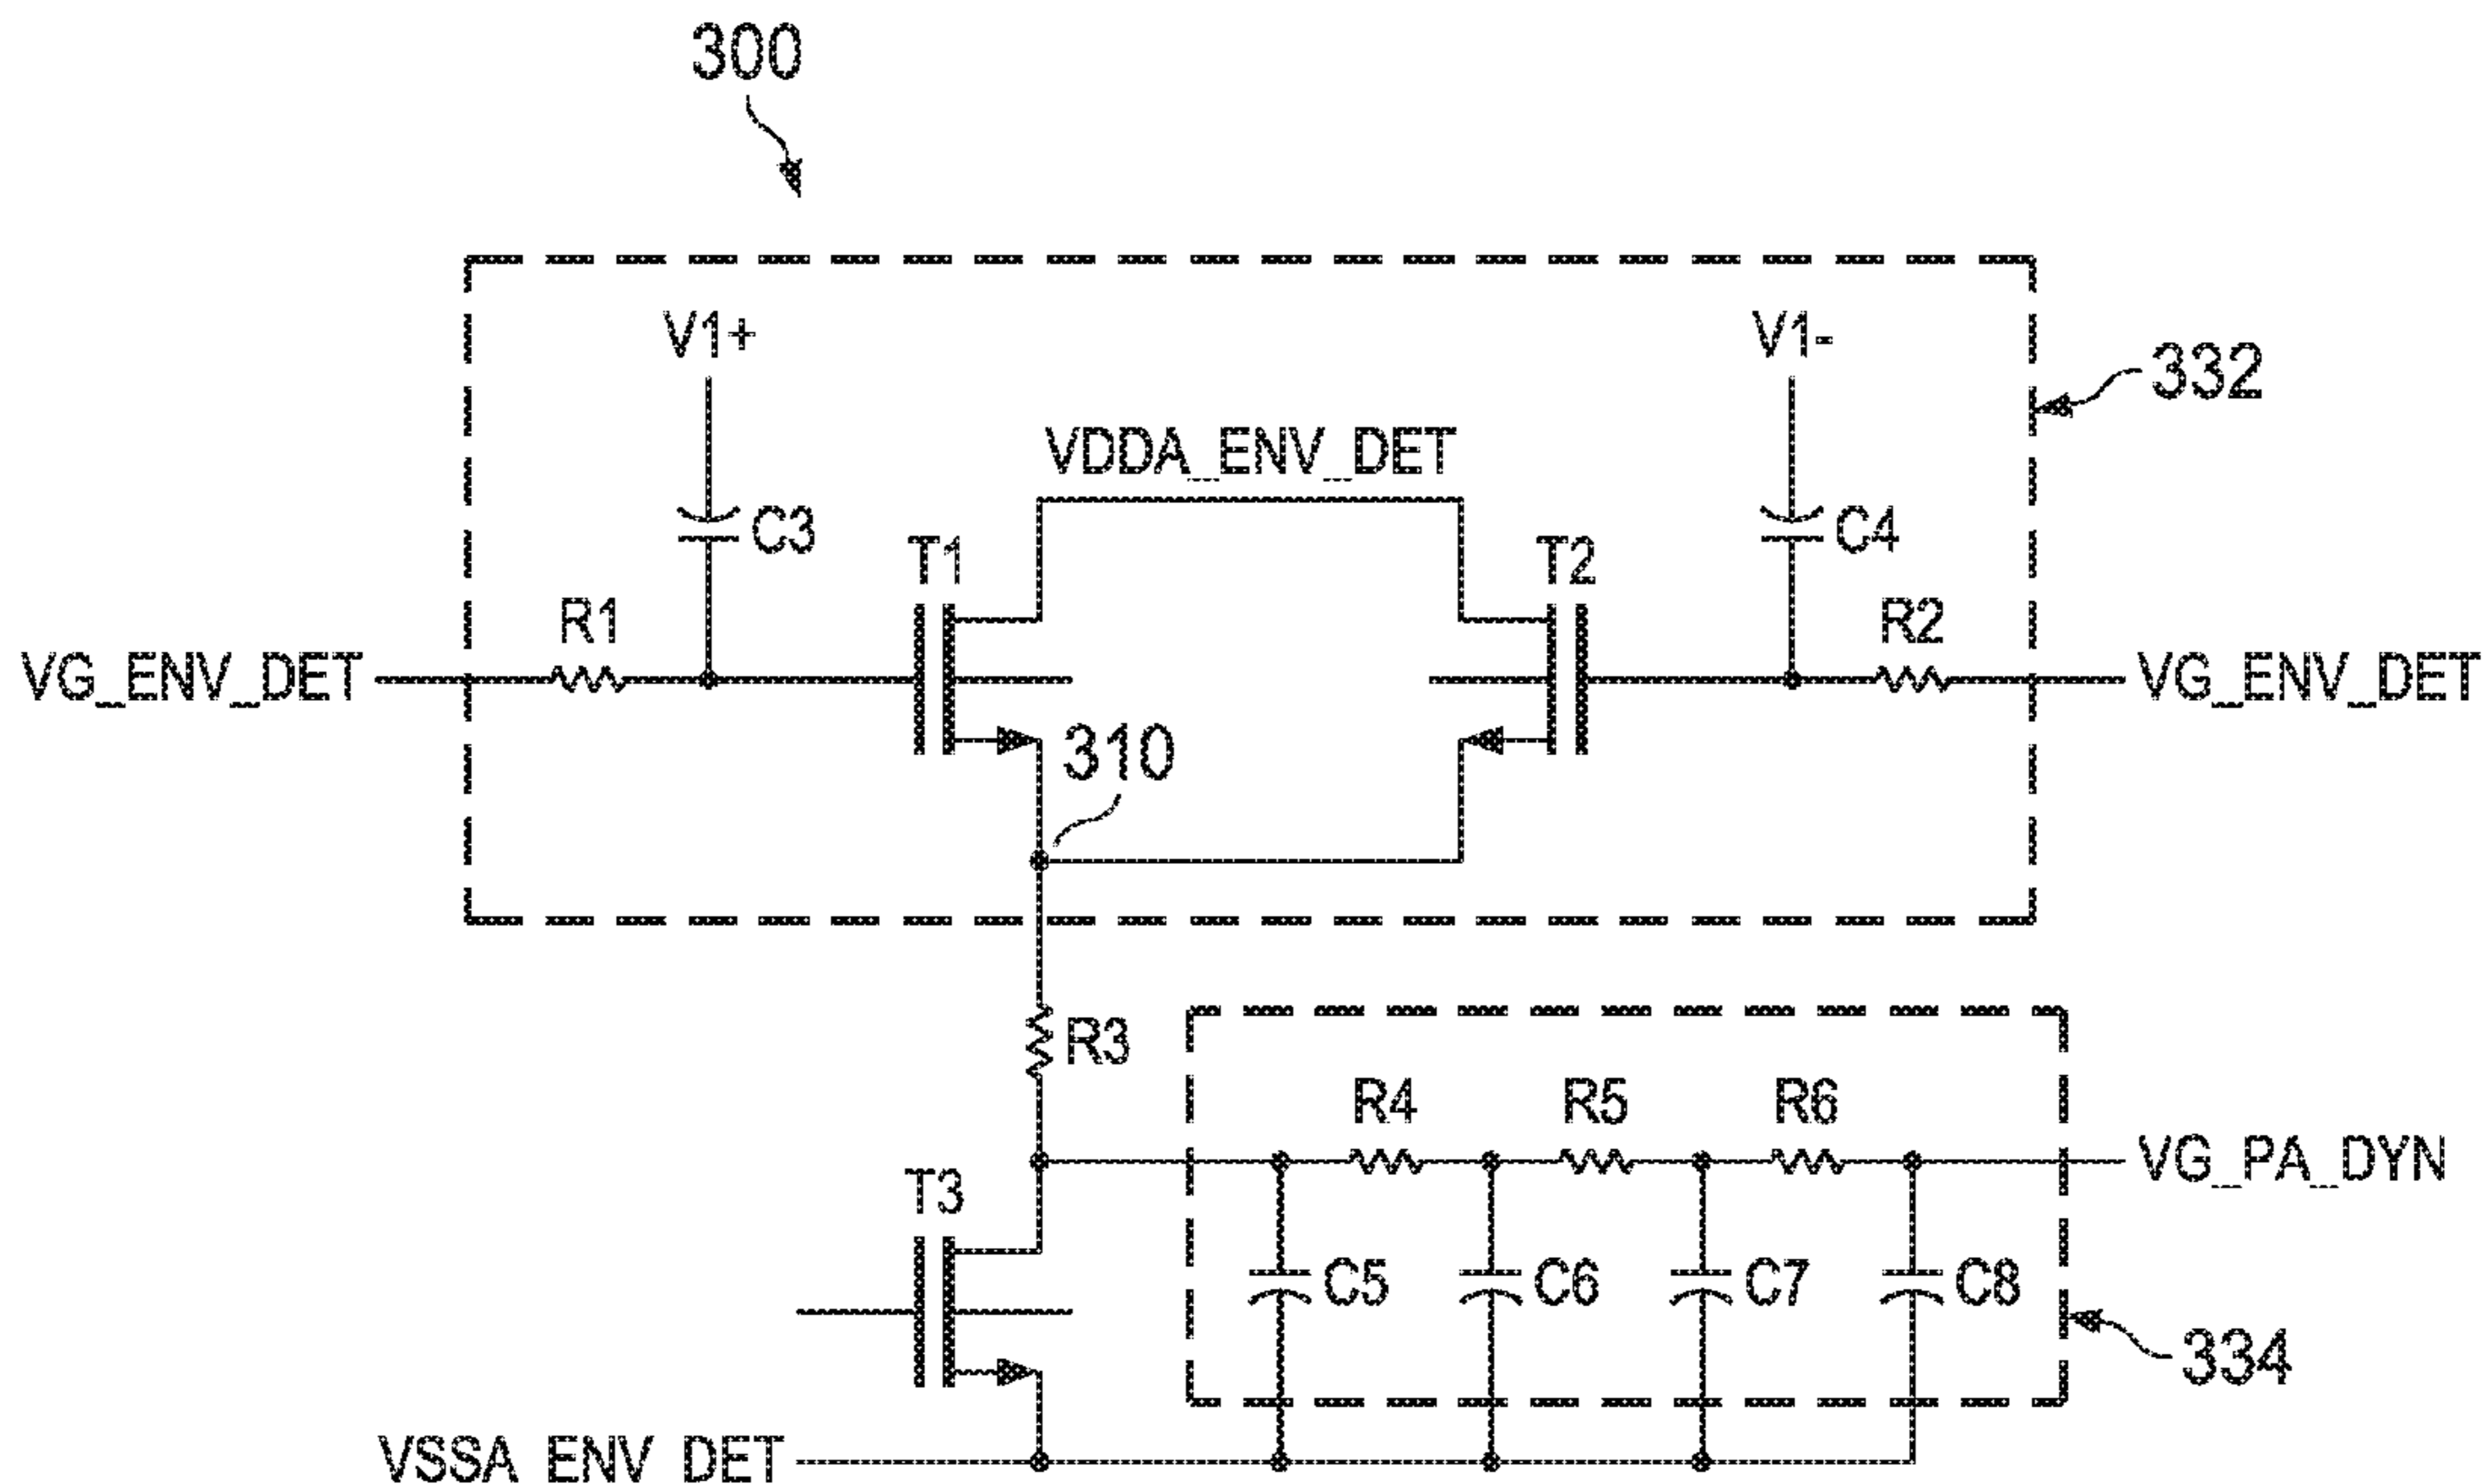 300
V1+
V1-
332
VDDA_ENV_DET
C3
C4
T1
T2
R1
R2
VG_ENV_DET
VG_ENV_DET
310
R3
R4
R5
R6
VG_PA_DYN
T3
C5
C6
C7
C8
334
VSSA_ENV_DET